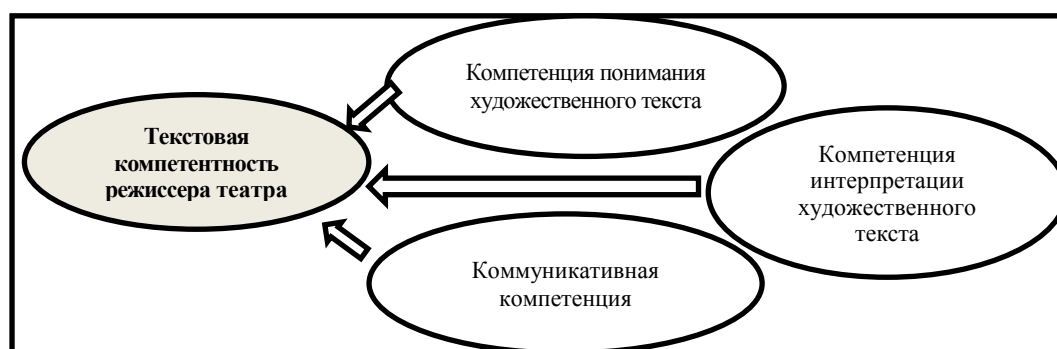 Компетенция понимания
художественного текста
Текстовая
компетентность
режиссера театра
Компетенция
интерпретации
художественного
текста
Коммуникативная
компетенция